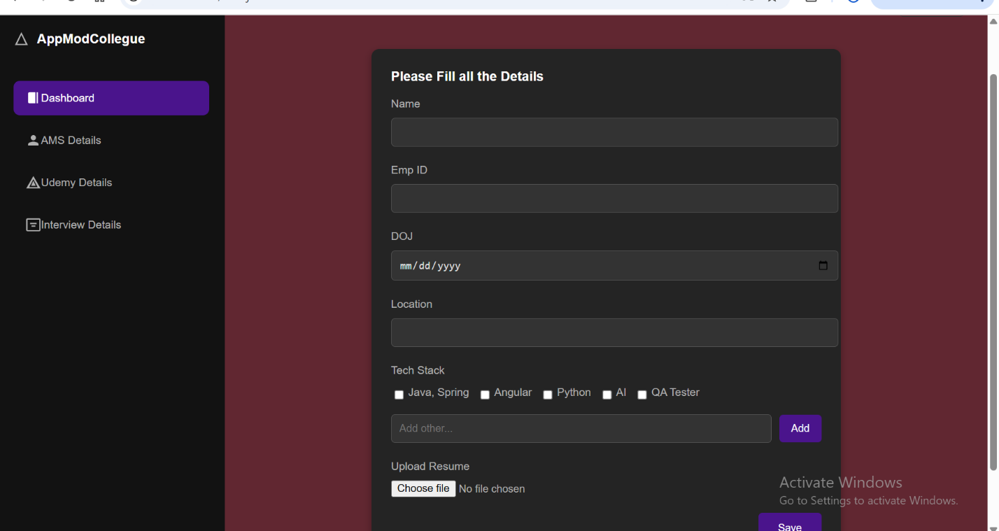 AppModCollegue
Dashboard
AMS Details
Udemy Details
Interview Details
Please Fill all the Details
Name
Emp ID
DOJ
mm/dd/yyyy
Location
Tech Stack
Java, Spring Angular Python AI QA Tester
Add other... Add
Upload Resume
Choose file No file chosen
Activate Windows
Go to Settings to activate Windows.
Save